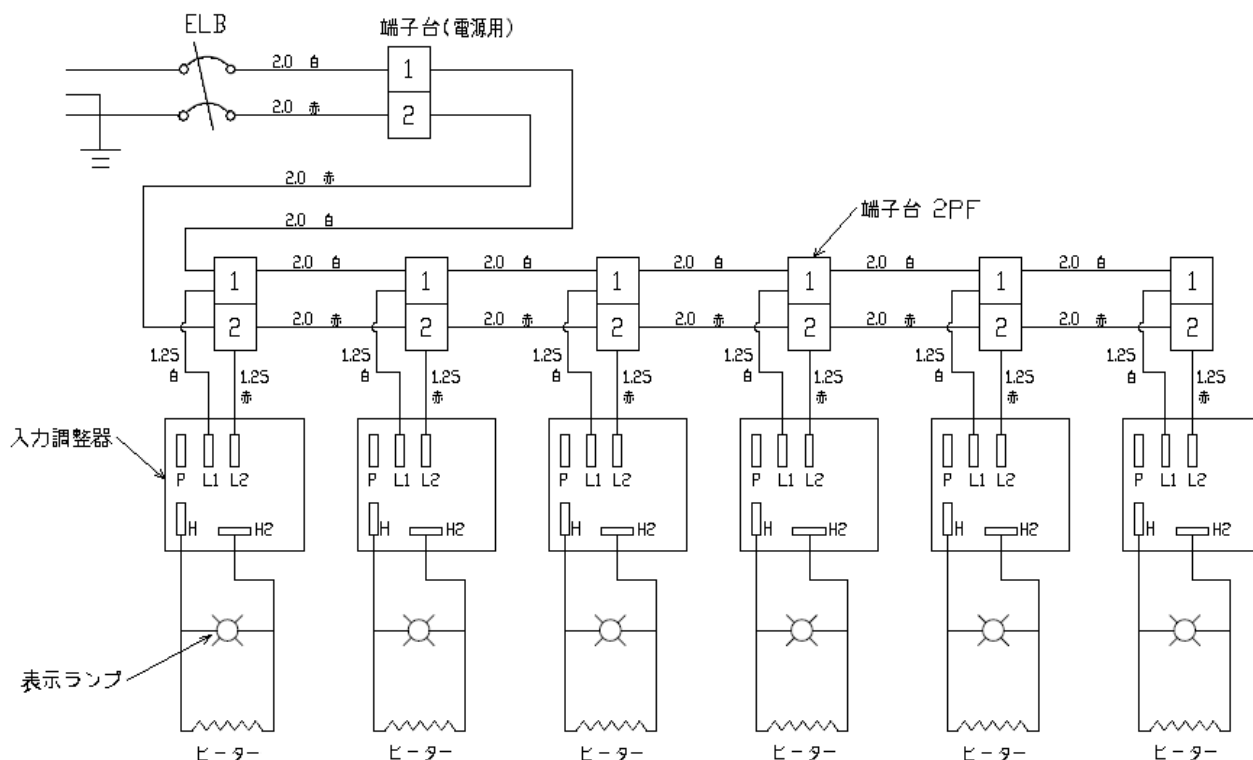 ELB
端子台(電源用)
2.0 白
1
2.0 赤
2
2.0 赤
2.0 白
端子台 2PF
1 2.0 白 1 2.0 白 1 2.0 白 1 2.0 白 1 2.0 白 1
2 2.0 赤 2 2.0 赤 2 2.0 赤 2 2.0 赤 2 2.0 赤 2
1.25 白 1.25 赤 1.25 白 1.25 赤 1.25 白 1.25 赤 1.25 白 1.25 赤 1.25 白 1.25 赤 1.25 白 1.25 赤
入力調整器
P L1 L2 P L1 L2 P L1 L2 P L1 L2 P L1 L2 P L1 L2
H H2 H H2 H H2 H H2 H H2 H H2
表示ランプ
ヒーター ヒーター ヒーター ヒーター ヒーター ヒーター